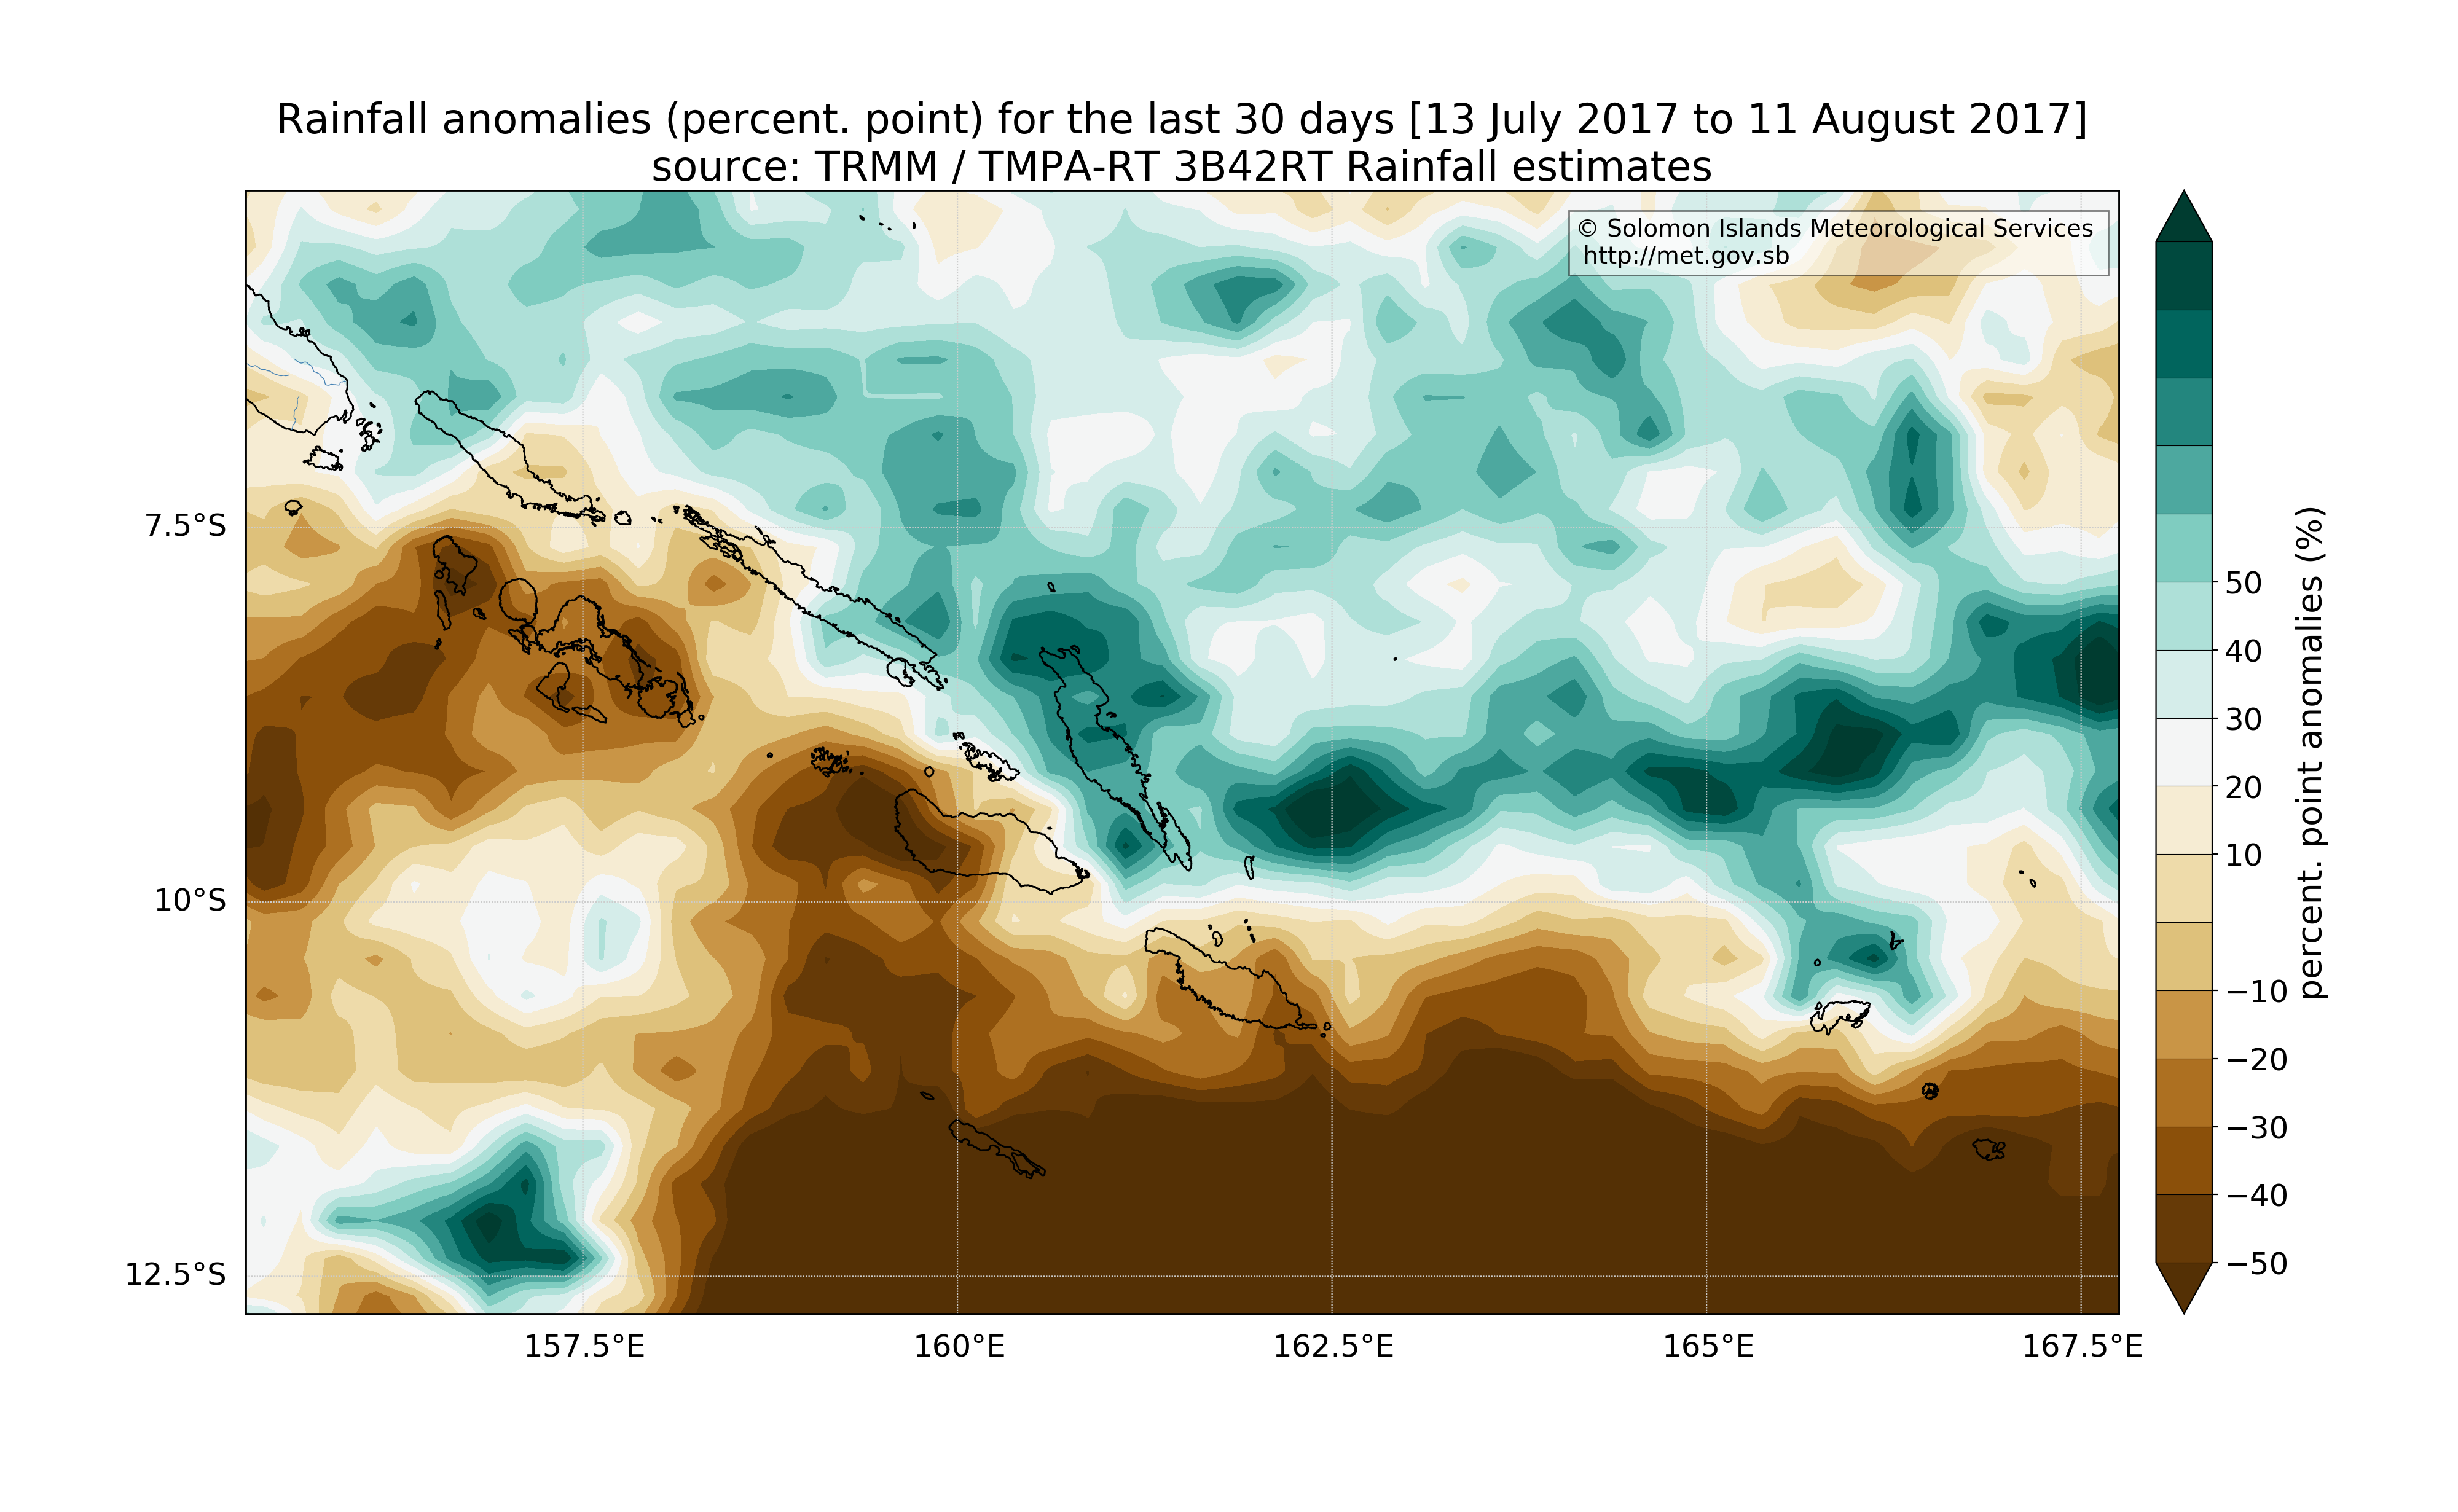 Rainfall anomalies (percent. point) for the last 30 days [13 July 2017 to 11 August 2017]
source: TRMM / TMPA-RT 3B42RT Rainfall estimates
© Solomon Islands Meteorological Services
http://met.gov.sb
7.5°S
10°S
12.5°S
157.5°E
160°E
162.5°E
165°E
167.5°E
50
40
30
20
10
−10
−20
−30
−40
−50
percent. point anomalies (%)